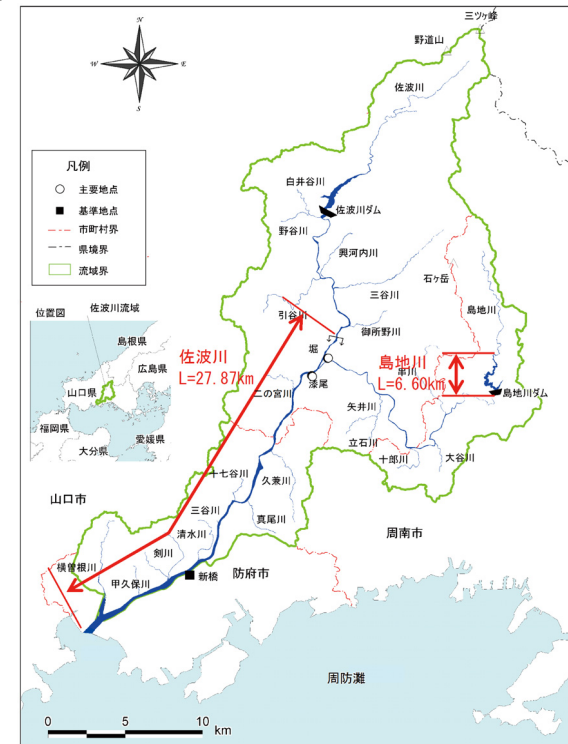 三ツヶ峰
野道山
N
W
E
S
佐波川
凡例
主要地点
基準地点
市町村界
県境界
流域界
白井谷川
佐波川ダム
野谷川
興河内川
石ヶ岳
三谷川
島地川
引谷川
御所野川
位置図
佐波川流域
島根県
広島県
山口県
福岡県
愛媛県
大分県
佐波川
L=27.87km
堀
島地川
L=6.60km
串川
漆尾
島地川ダム
二の宮川
矢井川
立石川
十郎川
大谷川
十七谷川
久兼川
山口市
三谷川
真尾川
周南市
清水川
剣川
横曽根川
防府市
新橋
甲久保川
周防灘
0 5 10
km